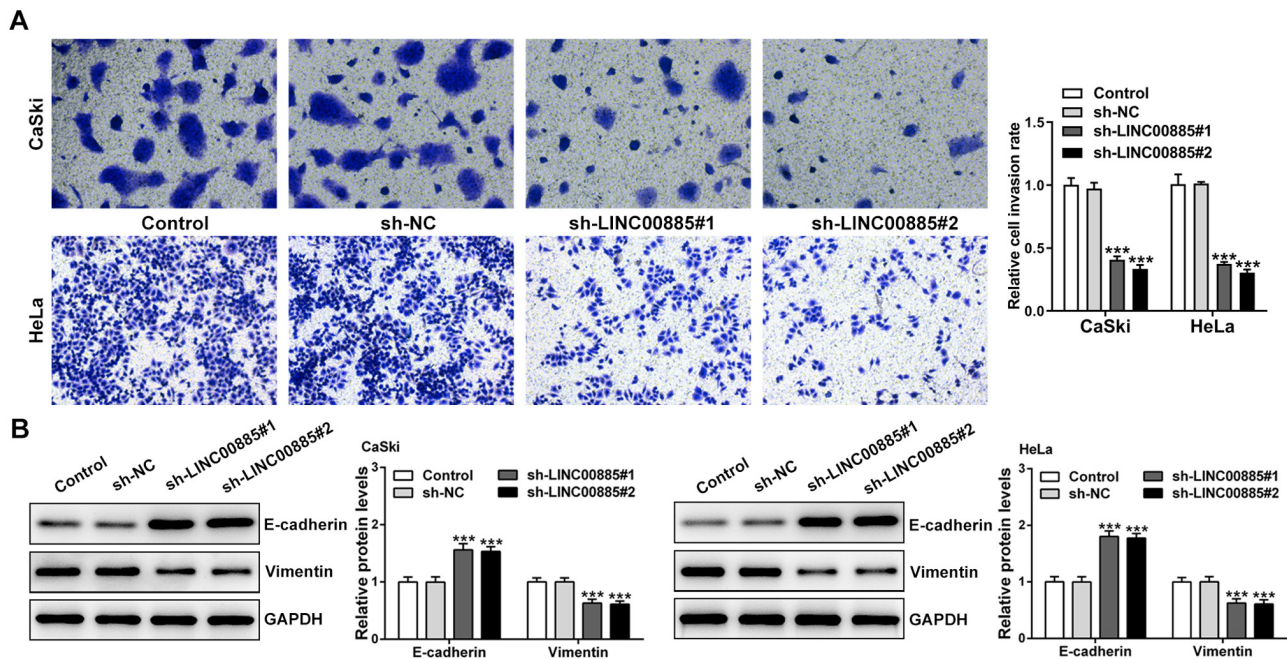 A
CaSki
Control
sh-NC
sh-LINC00885#1
sh-LINC00885#2
HeLa
Control
sh-NC
sh-LINC00885#1
sh-LINC00885#2
Relative cell invasion rate
1.5
1.0
0.5
0.0
***
***
***
***
CaSki
HeLa
B
Control
sh-NC
sh-LINC00885#1
sh-LINC00885#2
E-cadherin
Vimentin
GAPDH
CaSki
Control
sh-NC
sh-LINC00885#1
sh-LINC00885#2
Relative protein levels
3
2
1
0
***
***
***
***
E-cadherin
Vimentin
Control
sh-NC
sh-LINC00885#1
sh-LINC00885#2
E-cadherin
Vimentin
GAPDH
HeLa
Control
sh-NC
sh-LINC00885#1
sh-LINC00885#2
Relative protein levels
3
2
1
0
***
***
***
***
E-cadherin
Vimentin